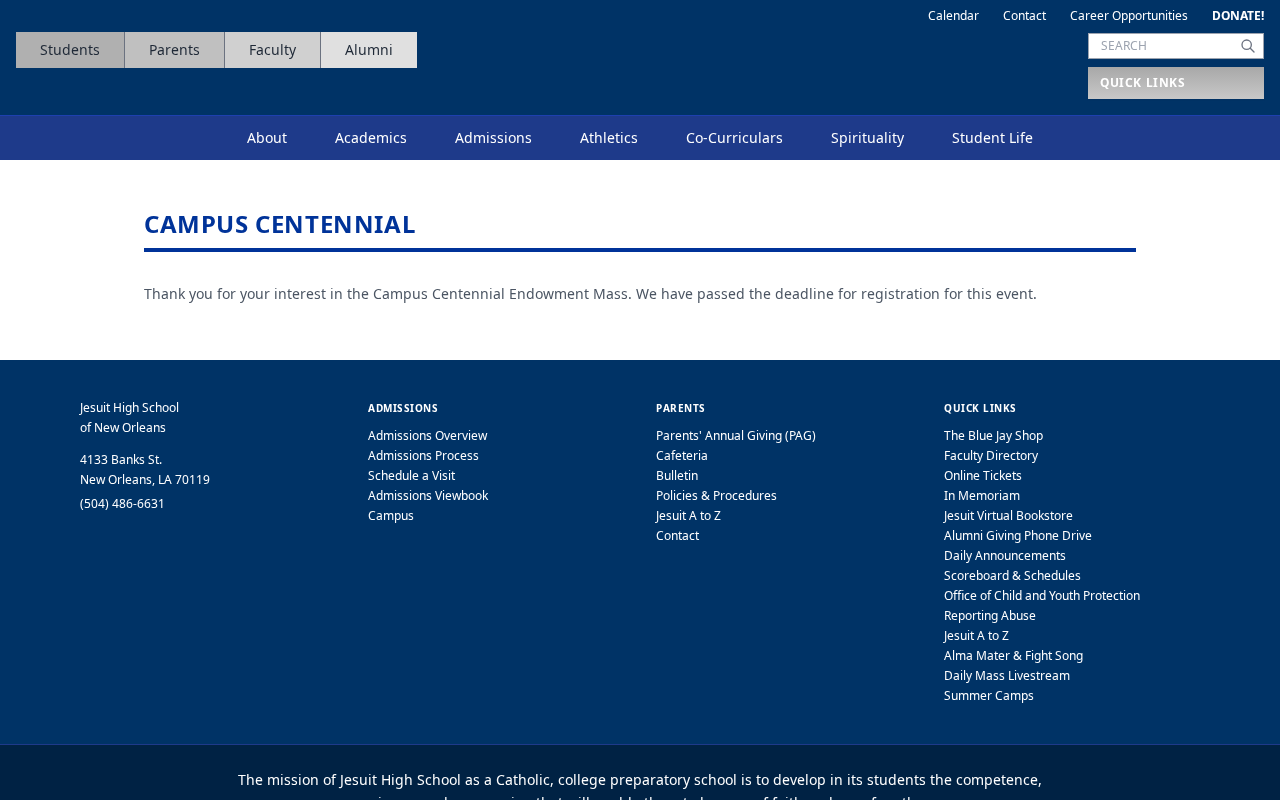 Calendar Contact Career Opportunities DONATE!
Students Parents Faculty Alumni
SEARCH
QUICK LINKS
About Academics Admissions Athletics Co-Curriculars Spirituality Student Life
CAMPUS CENTENNIAL
Thank you for your interest in the Campus Centennial Endowment Mass. We have passed the deadline for registration for this event.
Jesuit High School
of New Orleans
4133 Banks St.
New Orleans, LA 70119
(504) 486-6631
ADMISSIONS
Admissions Overview
Admissions Process
Schedule a Visit
Admissions Viewbook
Campus
PARENTS
Parents' Annual Giving (PAG)
Cafeteria
Bulletin
Policies & Procedures
Jesuit A to Z
Contact
QUICK LINKS
The Blue Jay Shop
Faculty Directory
Online Tickets
In Memoriam
Jesuit Virtual Bookstore
Alumni Giving Phone Drive
Daily Announcements
Scoreboard & Schedules
Office of Child and Youth Protection
Reporting Abuse
Jesuit A to Z
Alma Mater & Fight Song
Daily Mass Livestream
Summer Camps
The mission of Jesuit High School as a Catholic, college preparatory school is to develop in its students the competence,